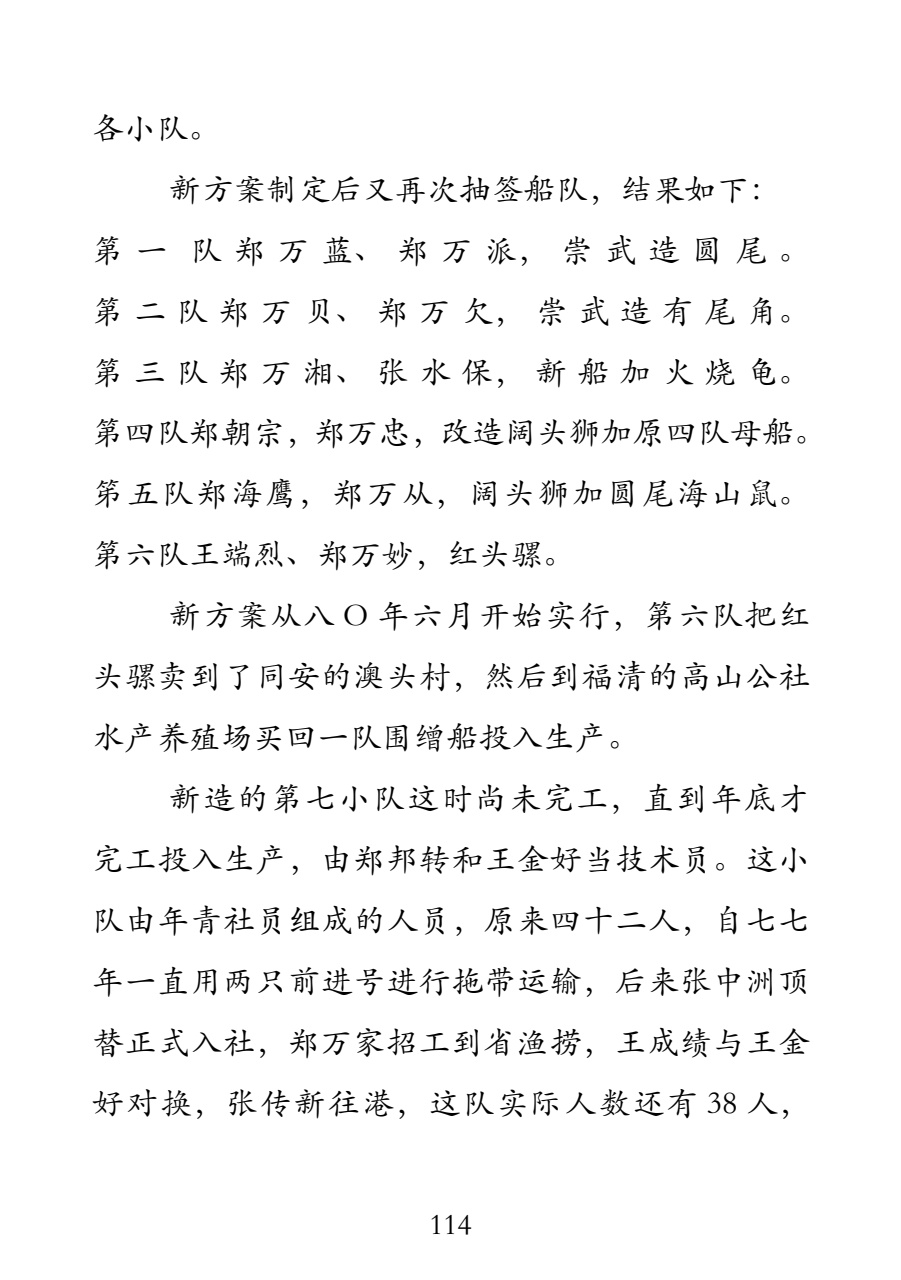 各小队。
新方案制定后又再次抽签船队，结果如下：
第一 队郑万蓝、郑万派，崇武造圆尾。
第二队郑万贝、郑万欠，崇武造有尾角。
第三队郑万湘、张水保，新船加火烧龟。
第四队郑朝宗，郑万忠，改造阔头狮加原四队母船。
笫五队郑海鹰，郑万从，阔头狮加圆尾海山鼠。
第六队王端烈、郑万妙，红头骡。
新方案从八 O 年六月开始实行，第六队把红
头骡卖到了同安的澳头村，然后到福清的高山公社
水产养殖场买回一队围缯船投入生产。
新造的第七小队这时尚未完工，直到年底才
完工投入生产，由郑邦转和王金好当技术员。这小
队由年青社员组成的人员，原来四十二人，自七七
年一直用两只前进号进行拖带运输，后来张中洲顶
替正式入社，郑万家招工到省渔捞，王成绩与王金
好对换，张传新往港，这队实际人数还有 38 人，
114